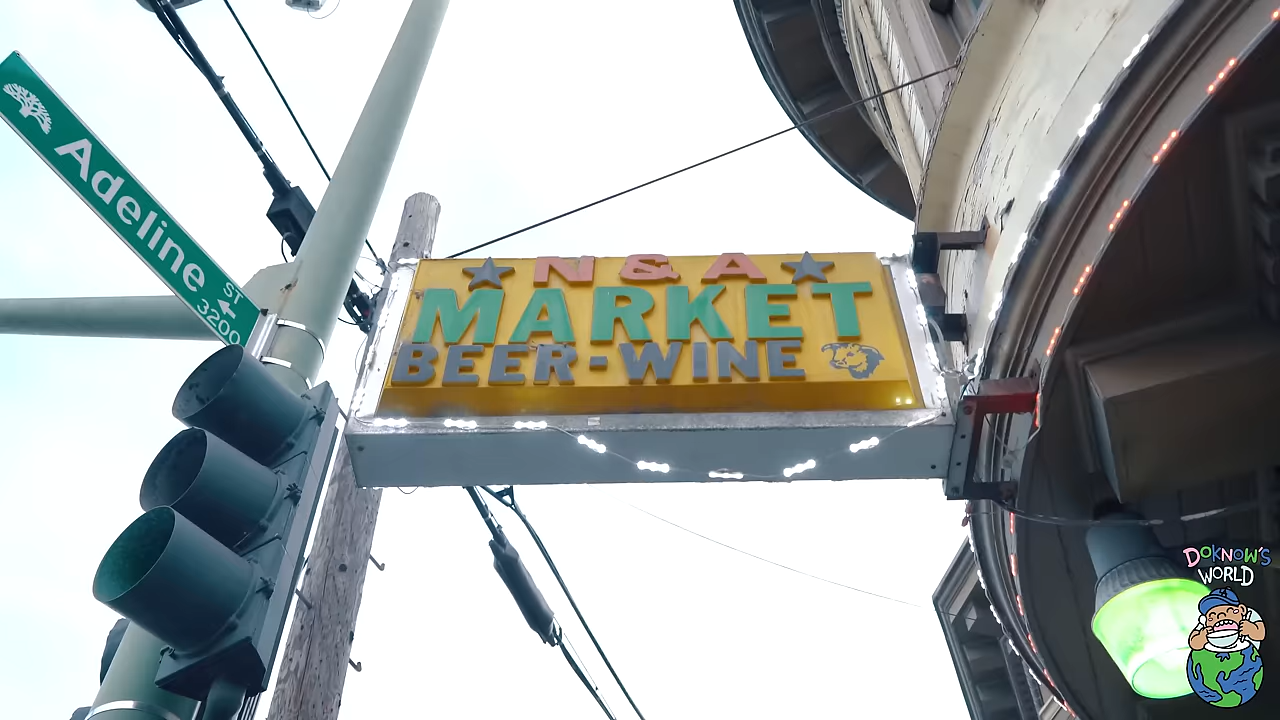 Adeline ST
3200
N & A
MARKET
BEER-WINE
DOKNOW'S
WORLD